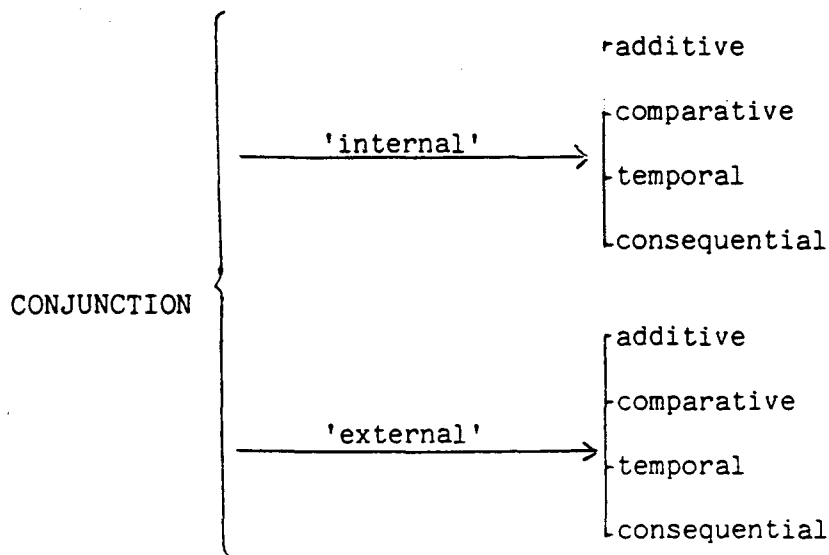 additive
comparative
'internal'
temporal
consequential
CONJUNCTION
additive
comparative
'external'
temporal
consequential